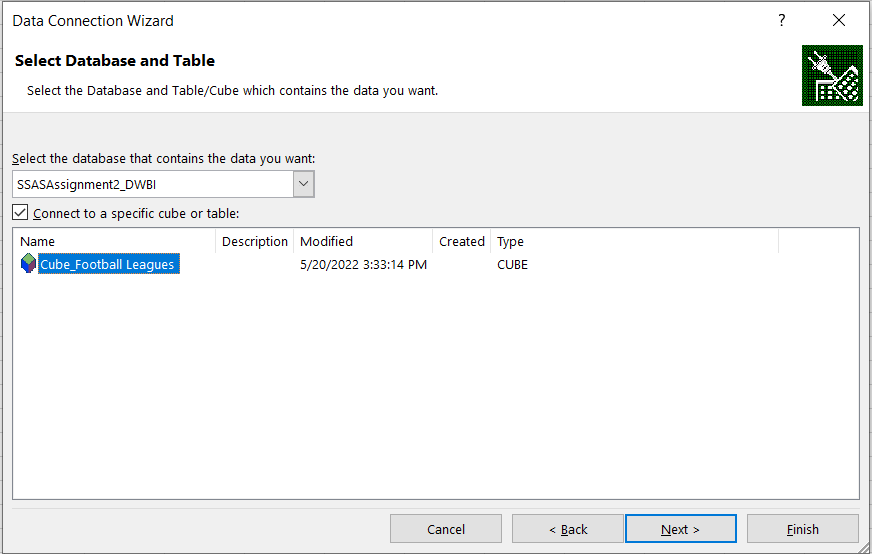 Data Connection Wizard ?
Select Database and Table
Select the Database and Table/Cube which contains the data you want.
Select the database that contains the data you want:
SSASAssignment2_DWBI
Connect to a specific cube or table:
Name Description Modified Created Type
Cube_Football Leagues 5/20/2022 3:33:14 PM CUBE
Cancel < Back Next > Finish